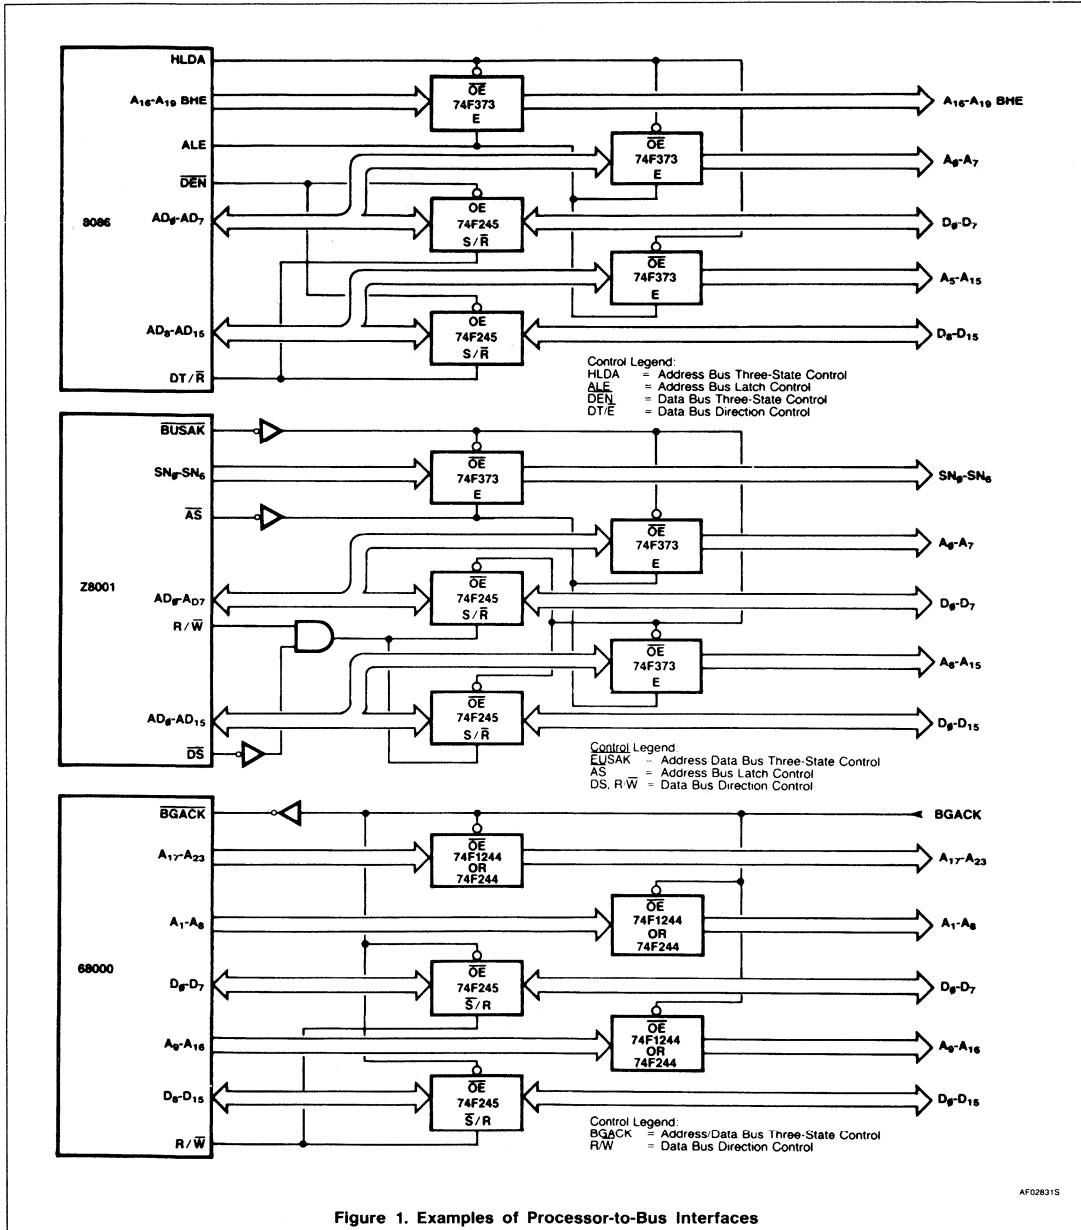 HLDA
OE
A16-A19 BHE
74F373
A16-A19 BHE
E
ALE
OE
74F373
A0-A7
E
DEN
8086
AD0-AD7
OE
74F245
D0-D7
S/R
OE
74F373
A5-A15
E
AD8-AD15
OE
74F245
D8-D15
S/R
DT/R
Control Legend:
HLDA = Address Bus Three-State Control
ALE = Address Bus Latch Control
DEN = Data Bus Three-State Control
DT/E = Data Bus Direction Control
BUSAK
OE
SN0-SN6
74F373
SN0-SN6
E
AS
OE
74F373
A0-A7
E
Z8001
AD0-AD7
OE
74F245
D0-D7
S/R
R/W
OE
74F373
A8-A15
E
AD0-AD15
OE
74F245
D0-D15
S/R
DS
Control Legend:
EUSAK = Address Data Bus Three-State Control
AS = Address Bus Latch Control
DS, R/W = Data Bus Direction Control
BGACK
BGACK
OE
A17-A23
74F1244
OR
74F244
A17-A23
OE
A1-A8
74F1244
OR
74F244
A1-A8
68000
OE
D0-D7
74F245
D0-D7
S/R
OE
A9-A16
74F1244
OR
74F244
A9-A16
OE
D8-D15
74F245
D0-D15
S/R
R/W
Control Legend:
BGACK = Address/Data Bus Three-State Control
R/W = Data Bus Direction Control
AF02831S
Figure 1. Examples of Processor-to-Bus Interfaces